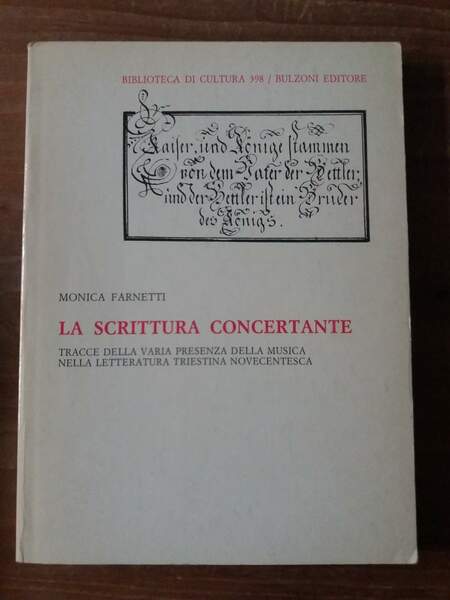 BIBLIOTECA DI CULTURA 398 / BULZONI EDITORE
Kaiser, und Könige stammen
von dem Vater der Bettler;
und der Bettler ist ein Bruder
des Königs.
MONICA FARNETTI
LA SCRITTURA CONCERTANTE
TRACCE DELLA VARIA PRESENZA DELLA MUSICA
NELLA LETTERATURA TRIESTINA NOVECENTESCA